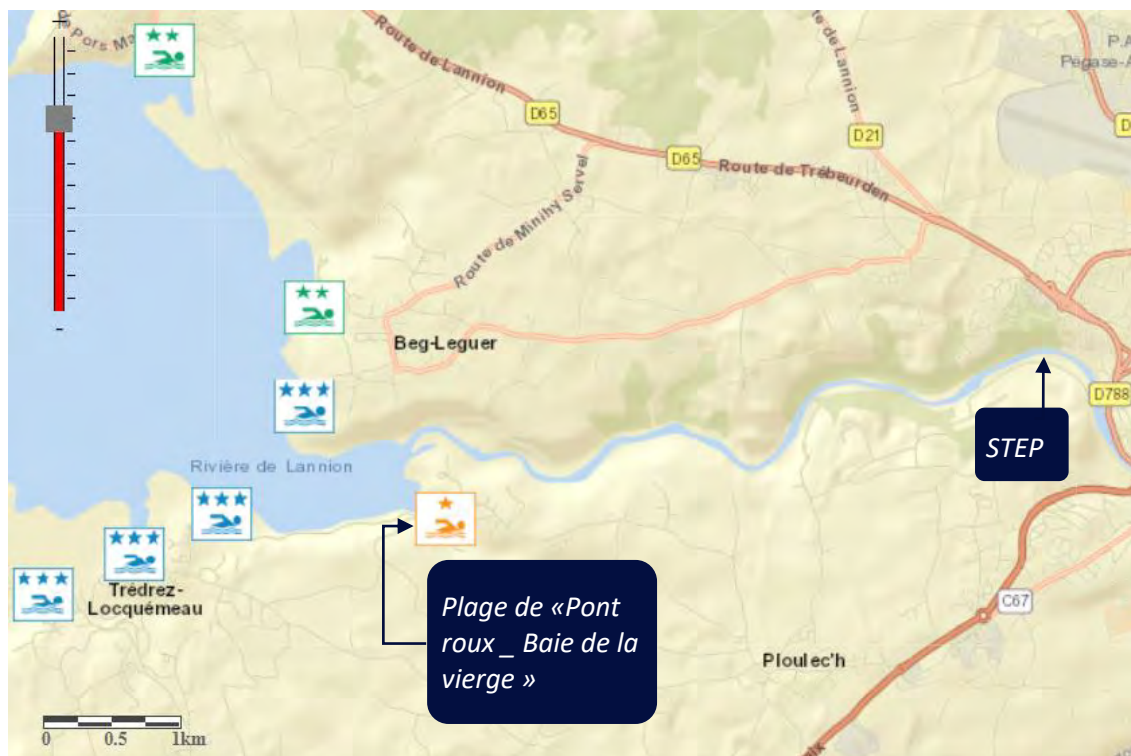 de Pors Ma
Route de Lannion
de Lannion
P.A
Pégase-A
D65
D21
D
D65
Route de Trébeurden
Route de Minihy Servel
Beg-Leguer
D788
STEP
Rivière de Lannion
Trédrez-
Locquémeau
Plage de «Pont
roux _ Baie de la
vierge »
C67
Ploulec'h
0 0.5 1km